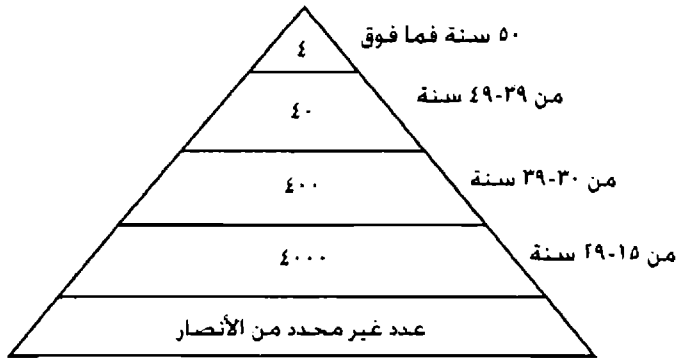 ٥٠ سنة فما فوق
٤
من ٣٩-٤٩ سنة
٤٠
من ٣٠-٣٩ سنة
٤٠٠
من ١٥-٢٩ سنة
٤٠٠٠
عدد غير محدد من الأنصار